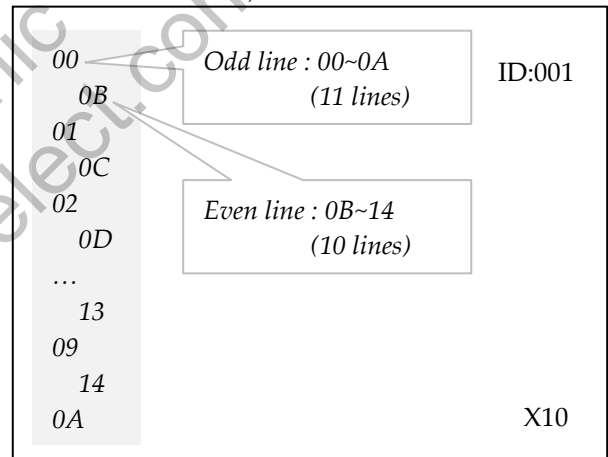 00
0B
01
0C
02
0D
…
13
09
14
0A
Odd line : 00~0A
(11 lines)
Even line : 0B~14
(10 lines)
ID:001
X10